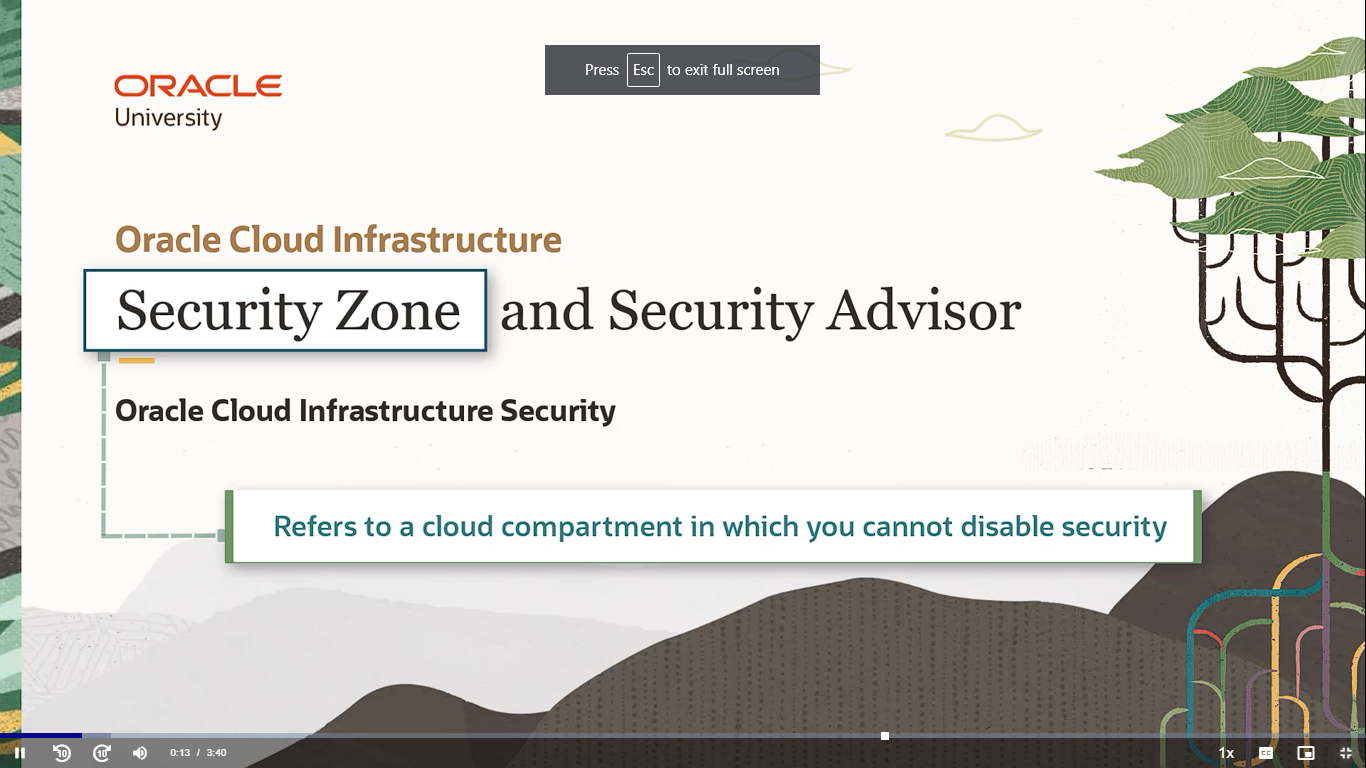 Press Esc to exit full screen
ORACLE
University
Oracle Cloud Infrastructure
Security Zone and Security Advisor
Oracle Cloud Infrastructure Security
Refers to a cloud compartment in which you cannot disable security
10 10 0:13 / 3:40 1x CC